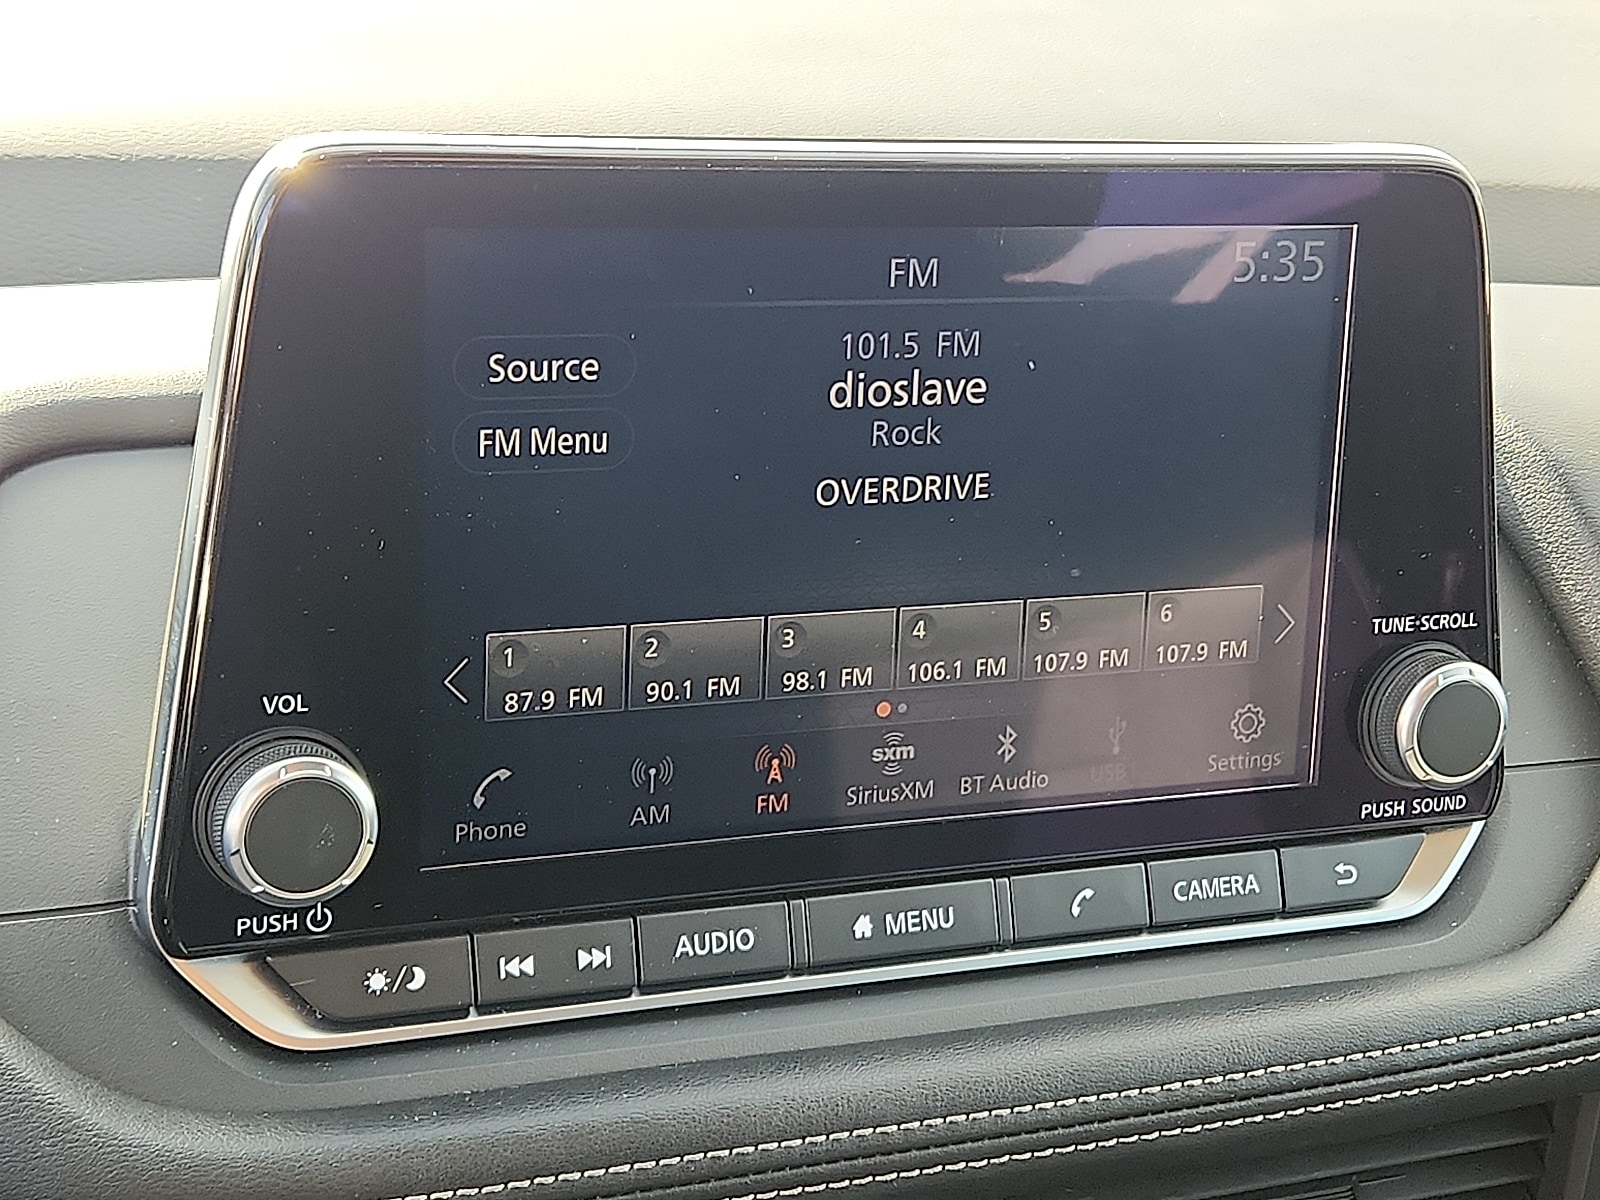 FM
5:35
Source
FM Menu
101.5 FM
dioslave
Rock
OVERDRIVE
1
87.9 FM
2
90.1 FM
3
98.1 FM
4
106.1 FM
5
107.9 FM
6
107.9 FM
Phone
AM
FM
sxm
SiriusXM
BT Audio
Settings
VOL
PUSH
TUNE·SCROLL
PUSH SOUND
AUDIO
MENU
CAMERA